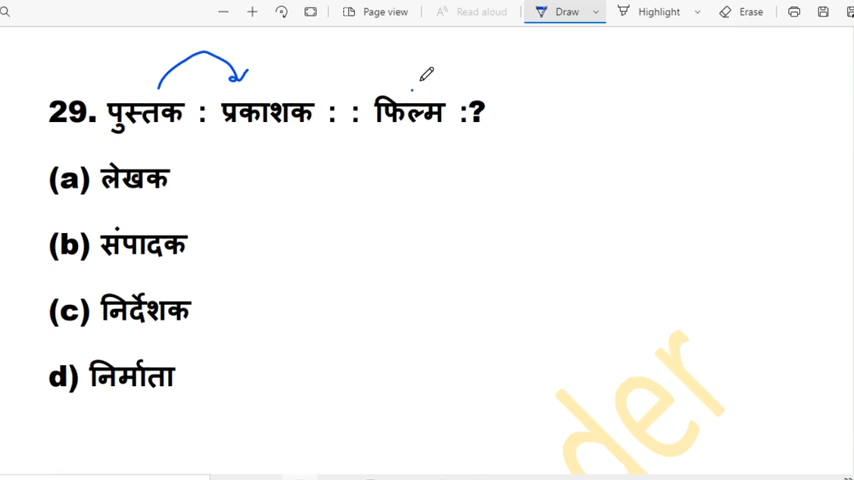 Page view Read aloud Draw Highlight Erase
29. पुस्तक : प्रकाशक : : फिल्म :?
(a) लेखक
(b) संपादक
(c) निर्देशक
d) निर्माता
der